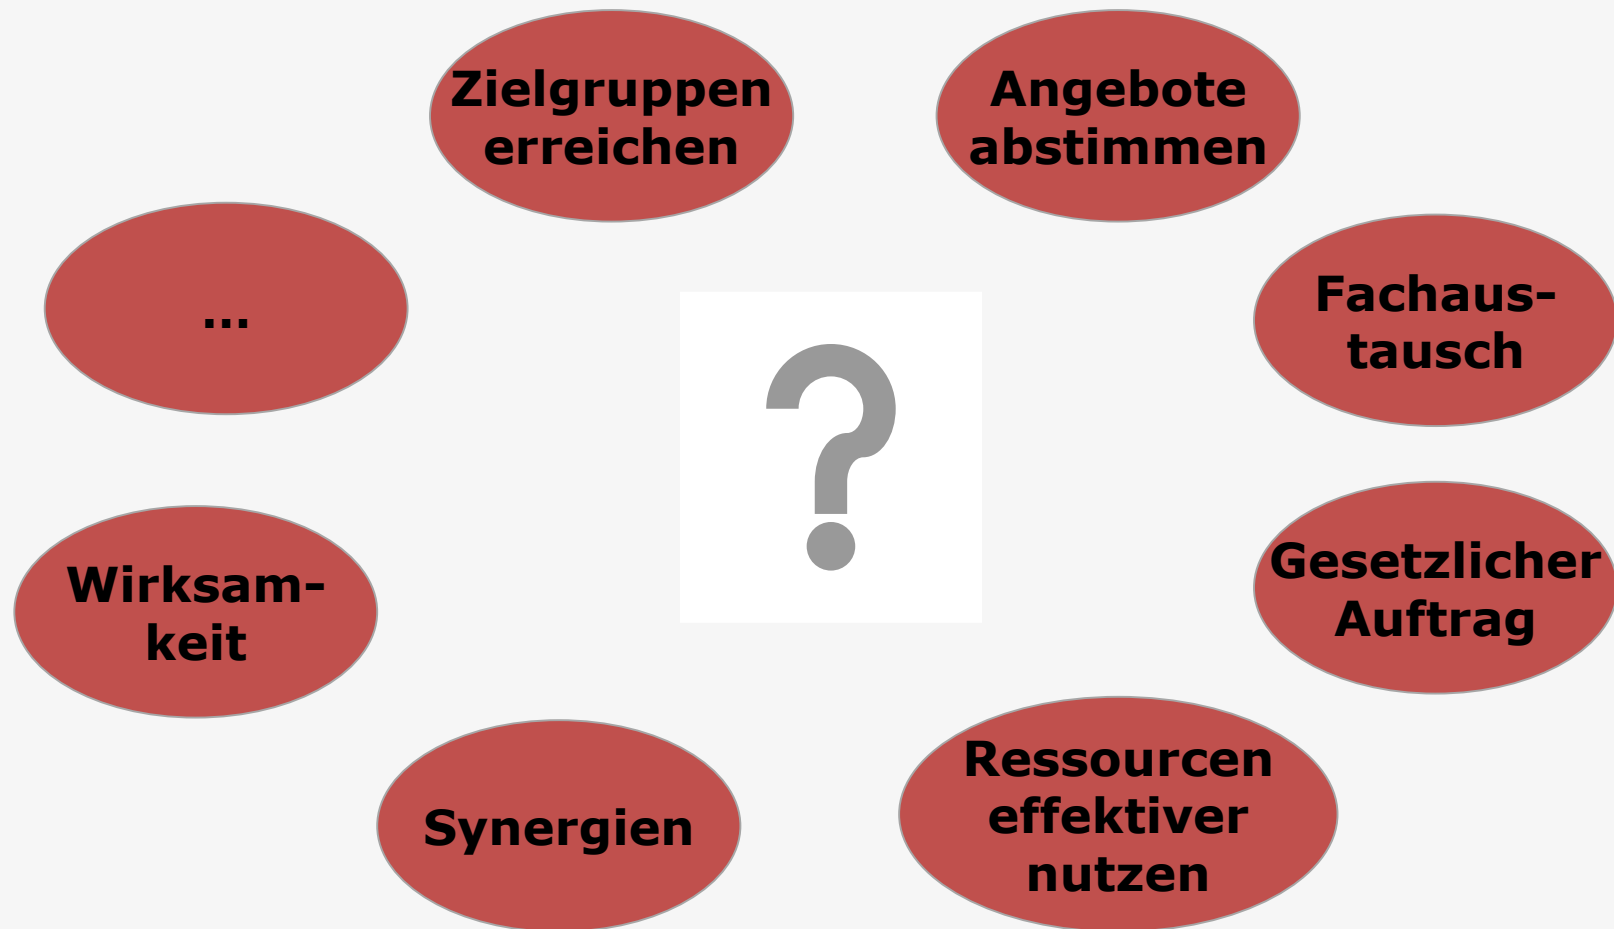 Zielgruppen
erreichen
Angebote
abstimmen
...
Fachaus-
tausch
?
Wirksam-
keit
Gesetzlicher
Auftrag
Synergien
Ressourcen
effektiver
nutzen